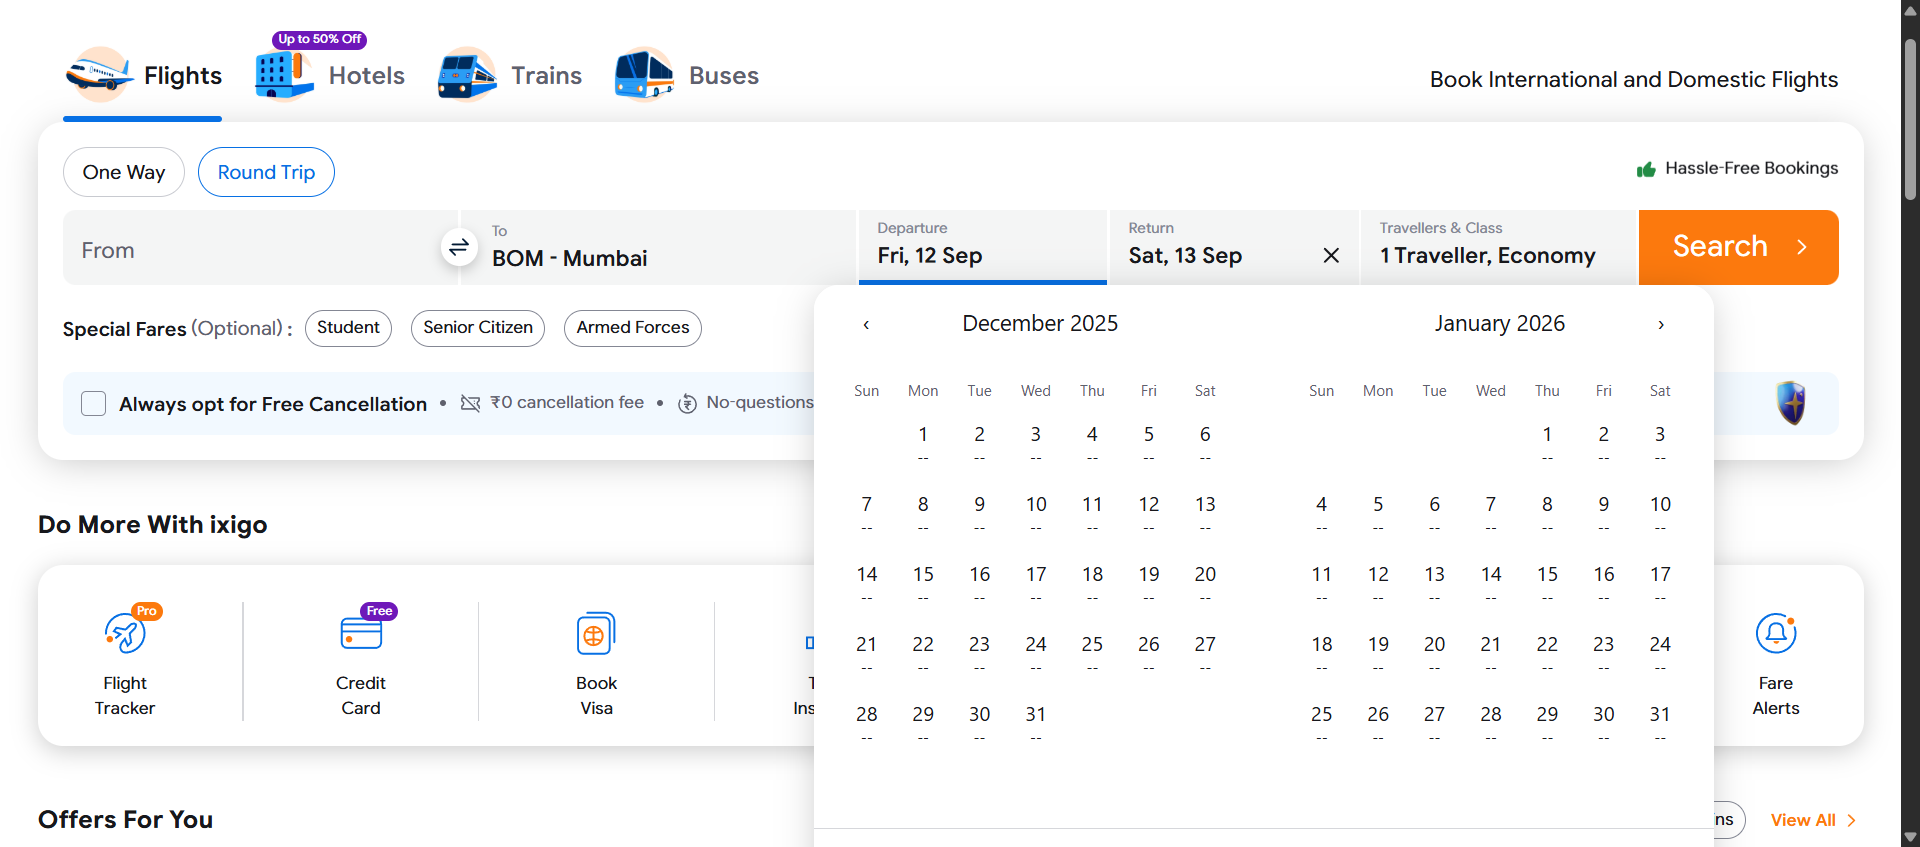 Up to 50% Off
Flights
Hotels
Trains
Buses
Book International and Domestic Flights
One Way
Round Trip
Hassle-Free Bookings
From
To
BOM - Mumbai
Departure
Fri, 12 Sep
Return
Sat, 13 Sep
Travellers & Class
1 Traveller, Economy
Search
Special Fares (Optional) :
Student
Senior Citizen
Armed Forces
Always opt for Free Cancellation • ₹0 cancellation fee • No-questions
December 2025
Sun Mon Tue Wed Thu Fri Sat
1 2 3 4 5 6
-- -- -- -- -- --
7 8 9 10 11 12 13
-- -- -- -- -- -- --
14 15 16 17 18 19 20
-- -- -- -- -- -- --
21 22 23 24 25 26 27
-- -- -- -- -- -- --
28 29 30 31
-- -- -- --
January 2026
Sun Mon Tue Wed Thu Fri Sat
1 2 3
-- -- --
4 5 6 7 8 9 10
-- -- -- -- -- -- --
11 12 13 14 15 16 17
-- -- -- -- -- -- --
18 19 20 21 22 23 24
-- -- -- -- -- -- --
25 26 27 28 29 30 31
-- -- -- -- -- -- --
Do More With ixigo
Pro
Flight
Tracker
Free
Credit
Card
Book
Visa
Fare
Alerts
Offers For You
View All